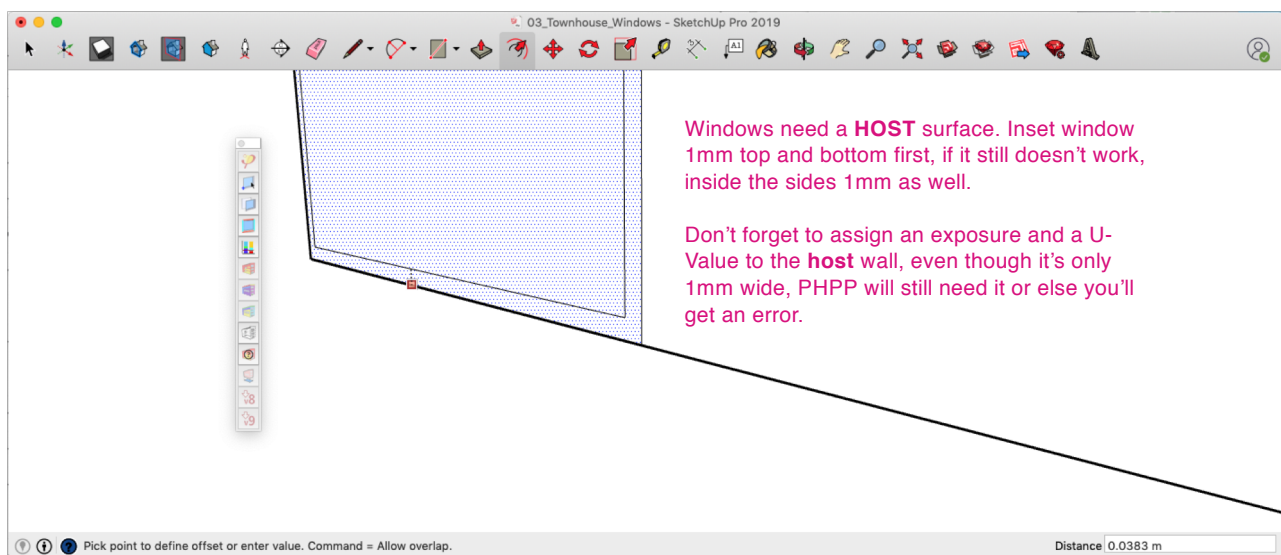 03_Townhouse_Windows - SketchUp Pro 2019
A1
Windows need a HOST surface. Inset window
1mm top and bottom first, if it still doesn’t work,
inside the sides 1mm as well.
Don’t forget to assign an exposure and a U-
Value to the host wall, even though it’s only
1mm wide, PHPP will still need it or else you’ll
get an error.
8
9
Pick point to define offset or enter value. Command = Allow overlap.
Distance 0.0383 m